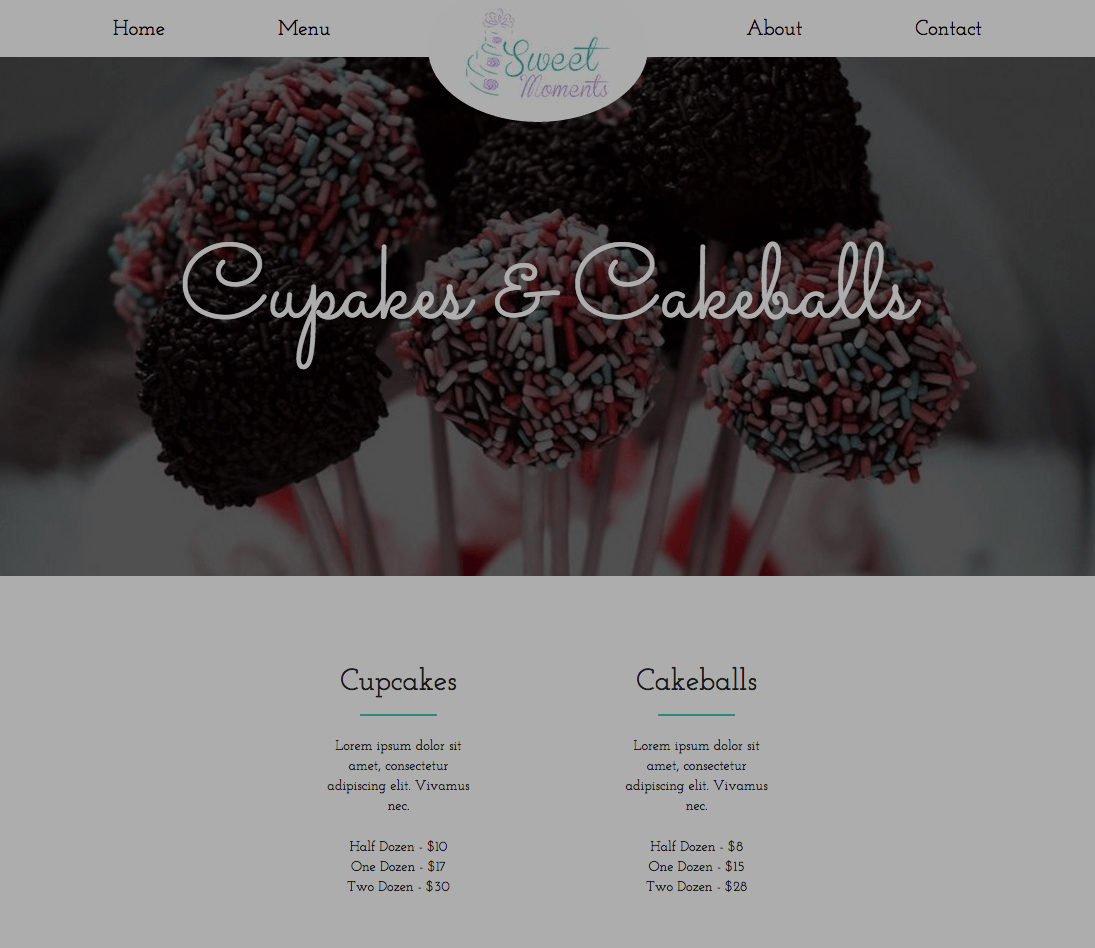 Home
Menu
Sweet
Moments
About
Contact
Cupakes & Cakeballs
Cupcakes
Lorem ipsum dolor sit
amet, consectetur
adipiscing elit. Vivamus
nec.
Half Dozen - $10
One Dozen - $17
Two Dozen - $30
Cakeballs
Lorem ipsum dolor sit
amet, consectetur
adipiscing elit. Vivamus
nec.
Half Dozen - $8
One Dozen - $15
Two Dozen - $28